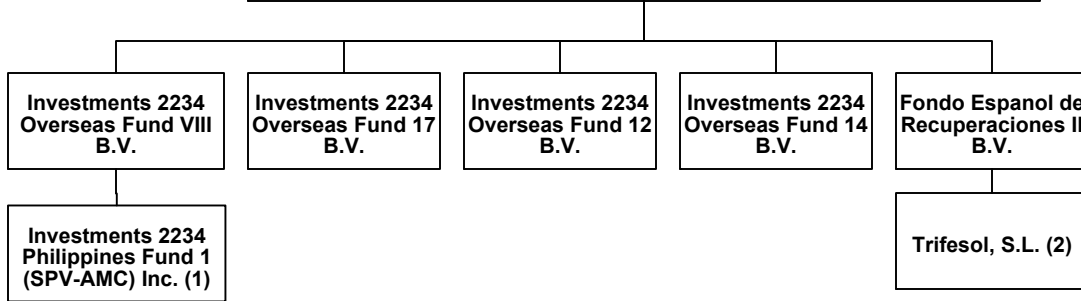 Investments 2234
Overseas Fund VIII
B.V.
Investments 2234
Overseas Fund 17
B.V.
Investments 2234
Overseas Fund 12
B.V.
Investments 2234
Overseas Fund 14
B.V.
Fondo Espanol de
Recuperaciones II
B.V.
Investments 2234
Philippines Fund 1
(SPV-AMC) Inc. (1)
Trifesol, S.L. (2)